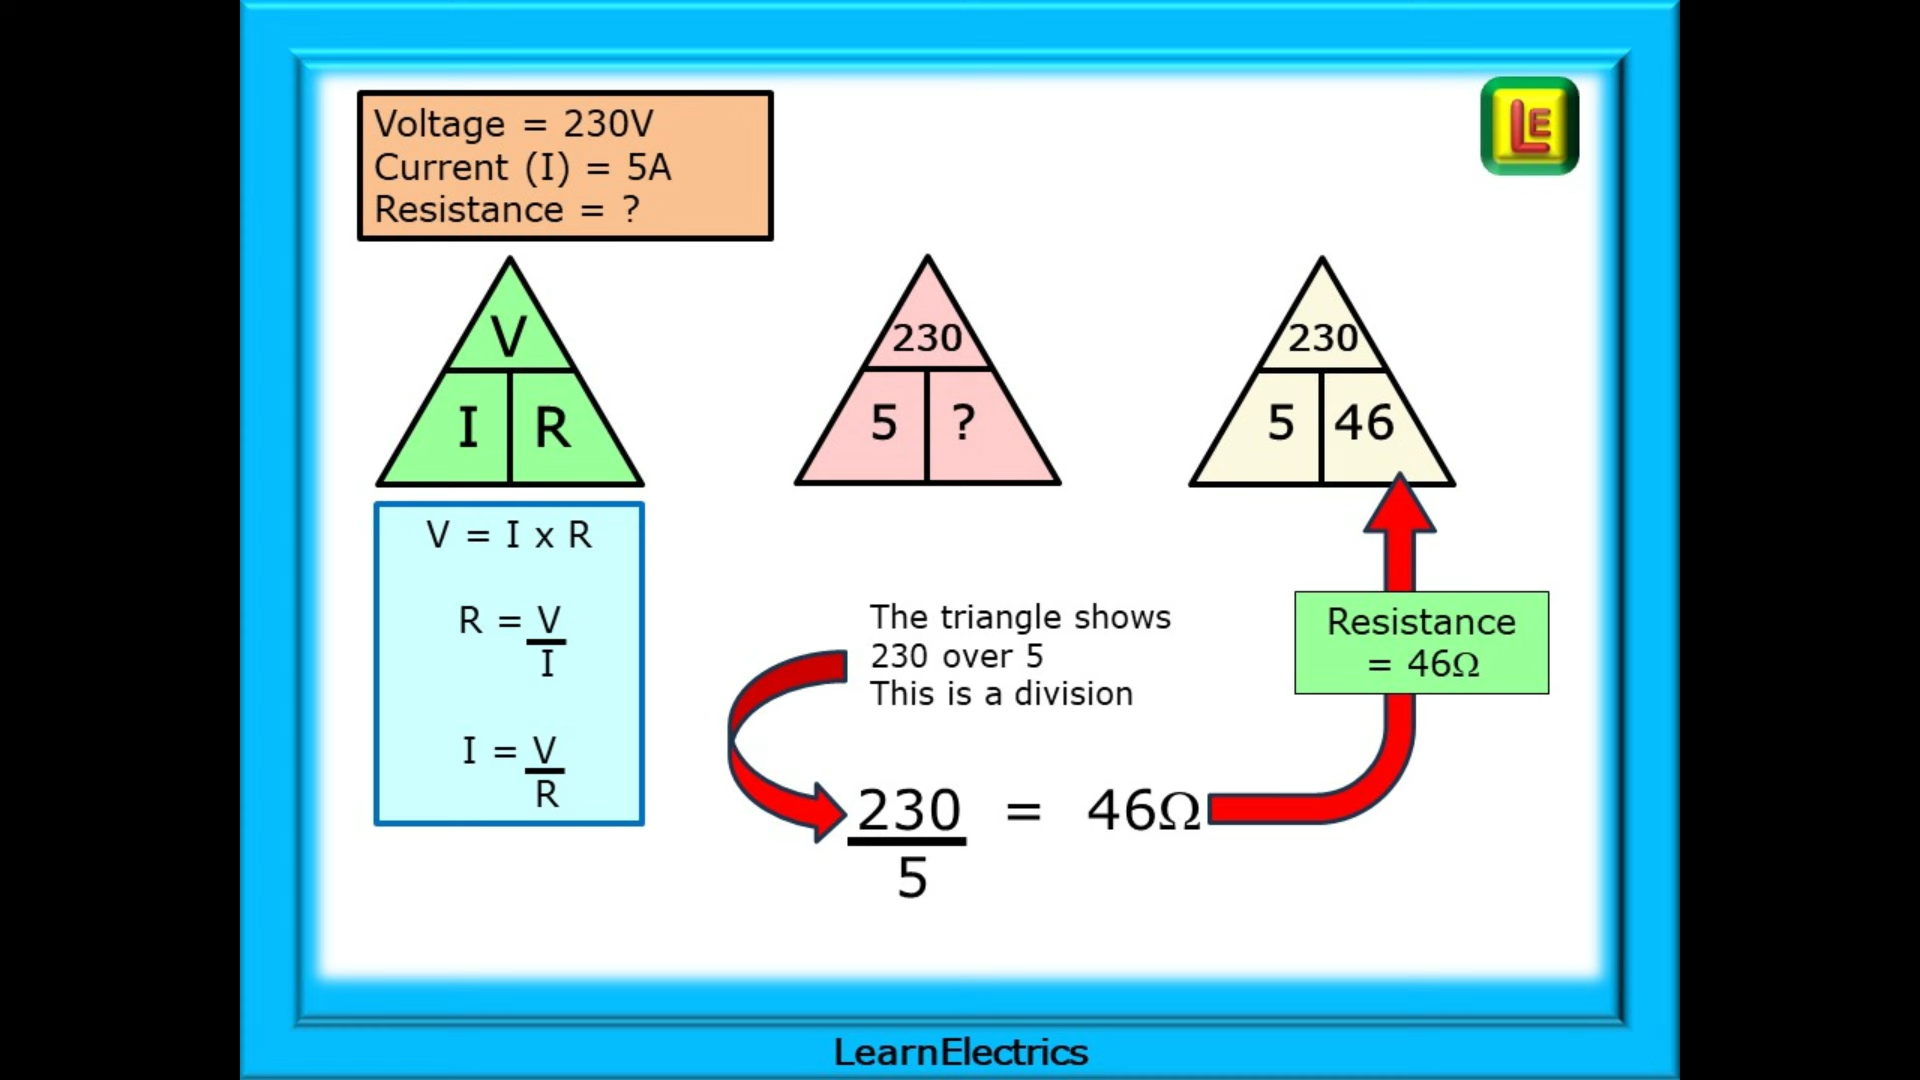 Voltage = 230V
Current (I) = 5A
Resistance = ?
LE
V
I R
230
5 ?
230
5 46
V = I x R
R = V
I
I = V
R
The triangle shows
230 over 5
This is a division
230 = 46Ω
5
Resistance
= 46Ω
LearnElectrics